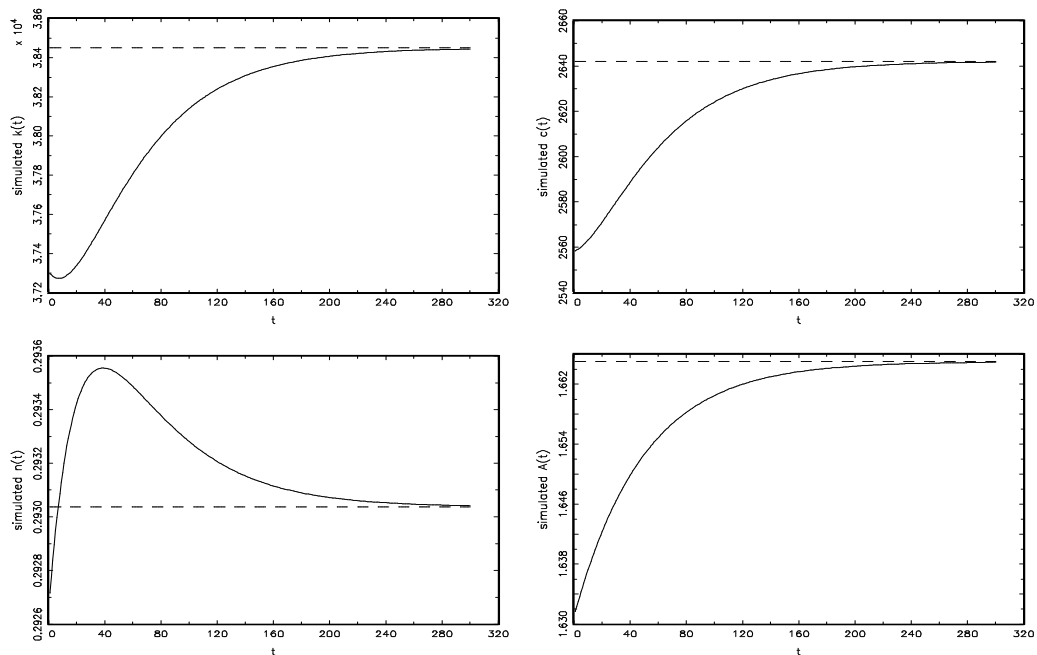 x 10⁴
simulated k(t)
3.72 3.74 3.76 3.78 3.80 3.82 3.84 3.86
0 40 80 120 160 200 240 280 320
t
simulated c(t)
2540 2560 2580 2600 2620 2640 2660
0 40 80 120 160 200 240 280 320
t
simulated n(t)
0.2926 0.2928 0.2930 0.2932 0.2934 0.2936
0 40 80 120 160 200 240 280 320
t
simulated A(t)
1.630 1.638 1.646 1.654 1.662
0 40 80 120 160 200 240 280 320
t